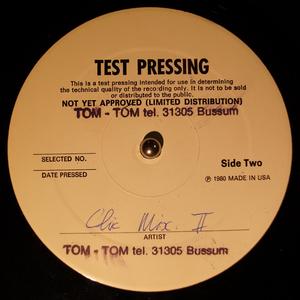 TEST PRESSING
This is a test pressing intended for use in determining
the technical quality of the recording only. It is not to be sold
or distributed to the public.
NOT YET APPROVED (LIMITED DISTRIBUTION)
TOM - TOM tel. 31305 Bussum
SELECTED NO.
Side Two
DATE PRESSED
℗ 1980 MADE IN USA
Clic Mix. II
ARTIST
TOM - TOM tel. 31305 Bussum